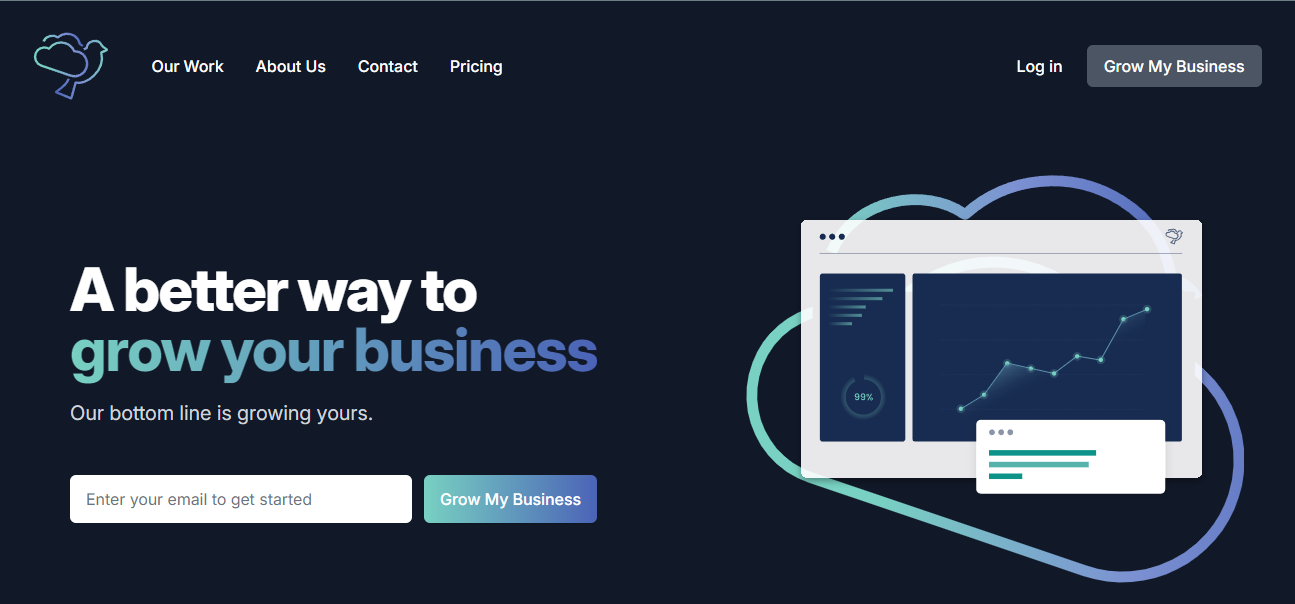 Our Work About Us Contact Pricing Log in Grow My Business
A better way to
grow your business
Our bottom line is growing yours.
Enter your email to get started Grow My Business
99%